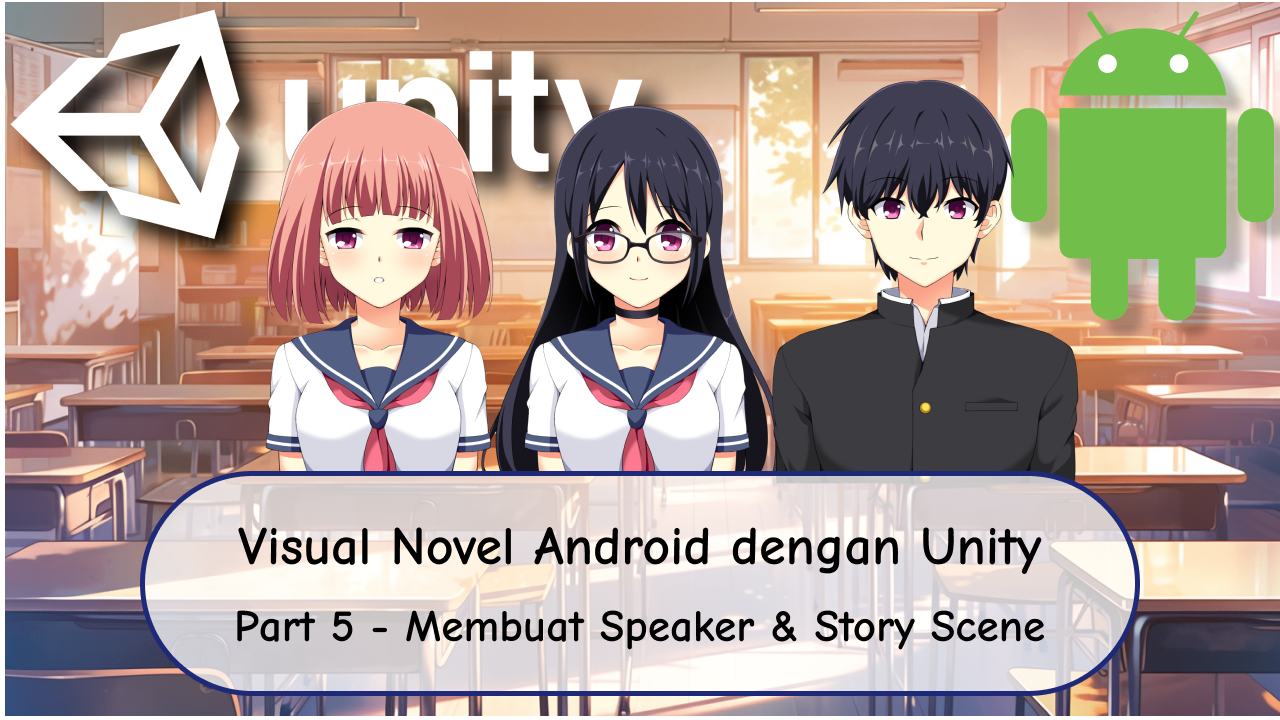 unity
Visual Novel Android dengan Unity
Part 5 - Membuat Speaker & Story Scene